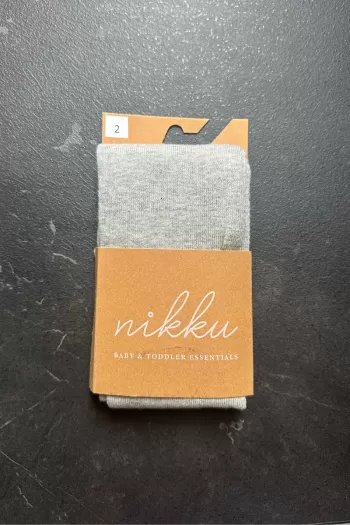 2
nikku
BABY & TODDLER ESSENTIALS